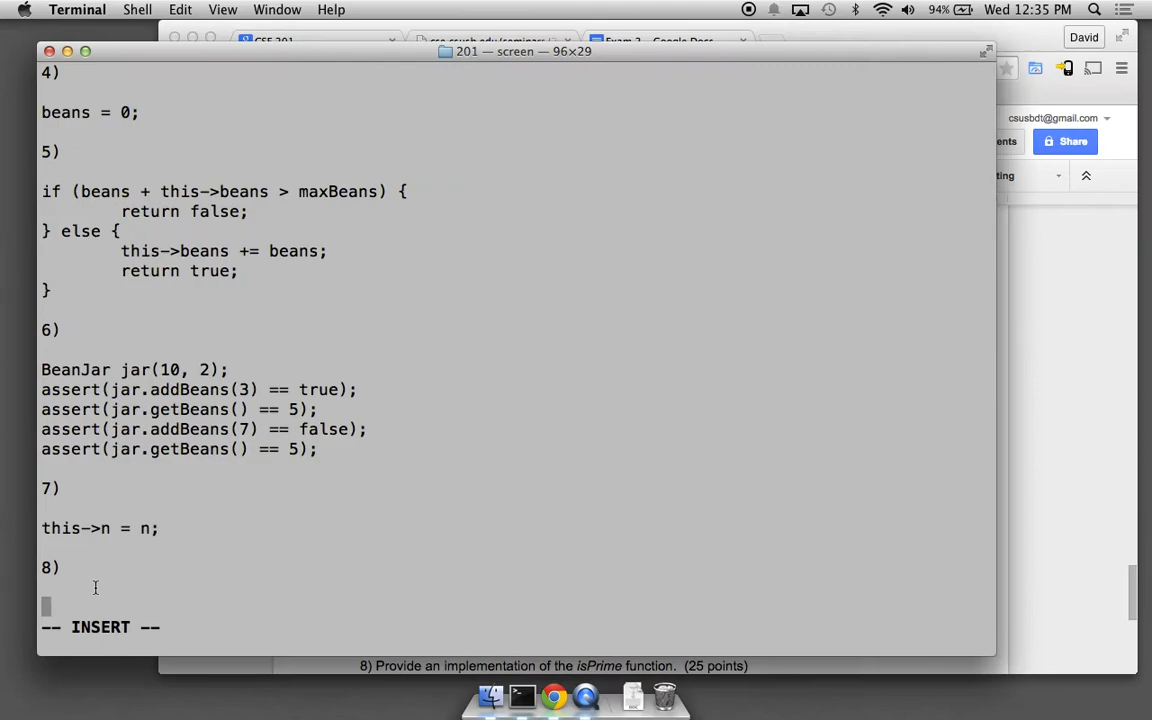 Terminal Shell Edit View Window Help 94% Wed 12:35 PM
David
201 — screen — 96×29
4)
beans = 0;
5)
if (beans + this->beans > maxBeans) {
return false;
} else {
this->beans += beans;
return true;
}
6)
BeanJar jar(10, 2);
assert(jar.addBeans(3) == true);
assert(jar.getBeans() == 5);
assert(jar.addBeans(7) == false);
assert(jar.getBeans() == 5);
7)
this->n = n;
8)
-- INSERT --
csusbdt@gmail.com
ents Share
ting
8) Provide an implementation of the isPrime function. (25 points)